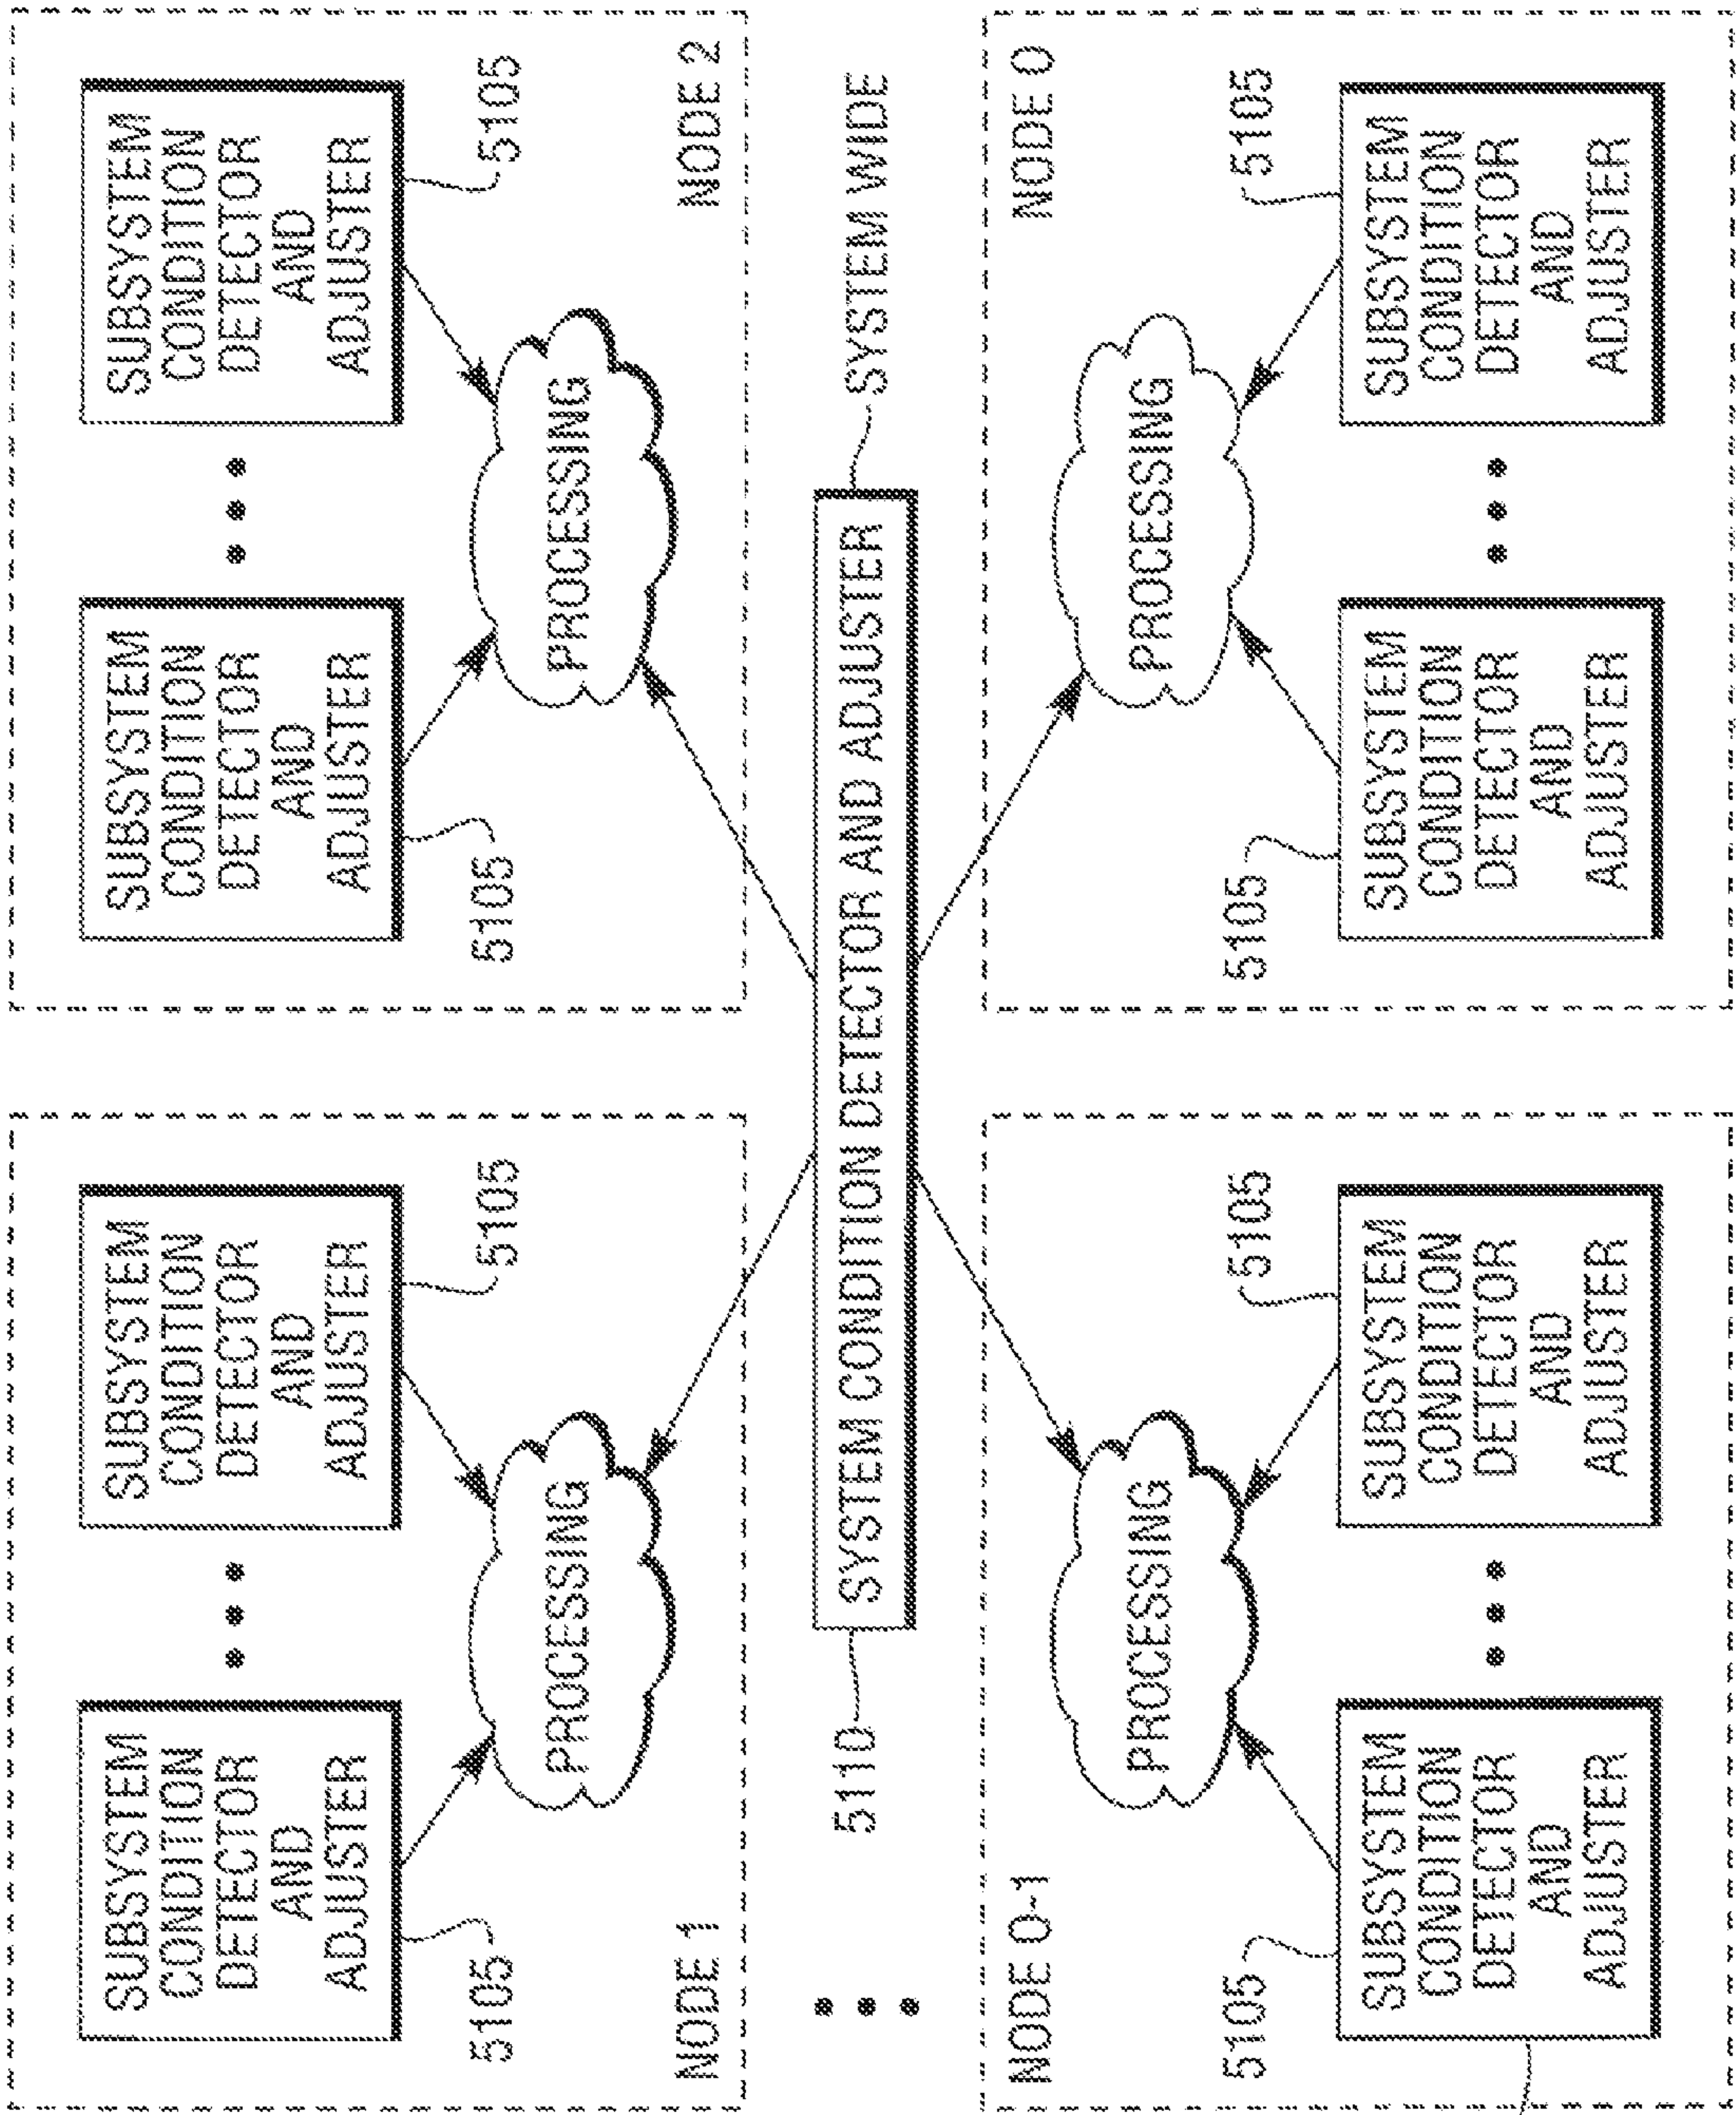 SUBSYSTEM
CONDITION
DETECTOR
AND
ADJUSTER
5105
SUBSYSTEM
CONDITION
DETECTOR
AND
ADJUSTER
5105
PROCESSING
NODE 1
SUBSYSTEM
CONDITION
DETECTOR
AND
ADJUSTER
5105
SUBSYSTEM
CONDITION
DETECTOR
AND
ADJUSTER
5105
PROCESSING
NODE 2
5110
SYSTEM CONDITION DETECTOR AND ADJUSTER
SYSTEM WIDE
NODE 0-1
PROCESSING
5105
SUBSYSTEM
CONDITION
DETECTOR
AND
ADJUSTER
5105
SUBSYSTEM
CONDITION
DETECTOR
AND
ADJUSTER
NODE 0
PROCESSING
5105
SUBSYSTEM
CONDITION
DETECTOR
AND
ADJUSTER
5105
SUBSYSTEM
CONDITION
DETECTOR
AND
ADJUSTER